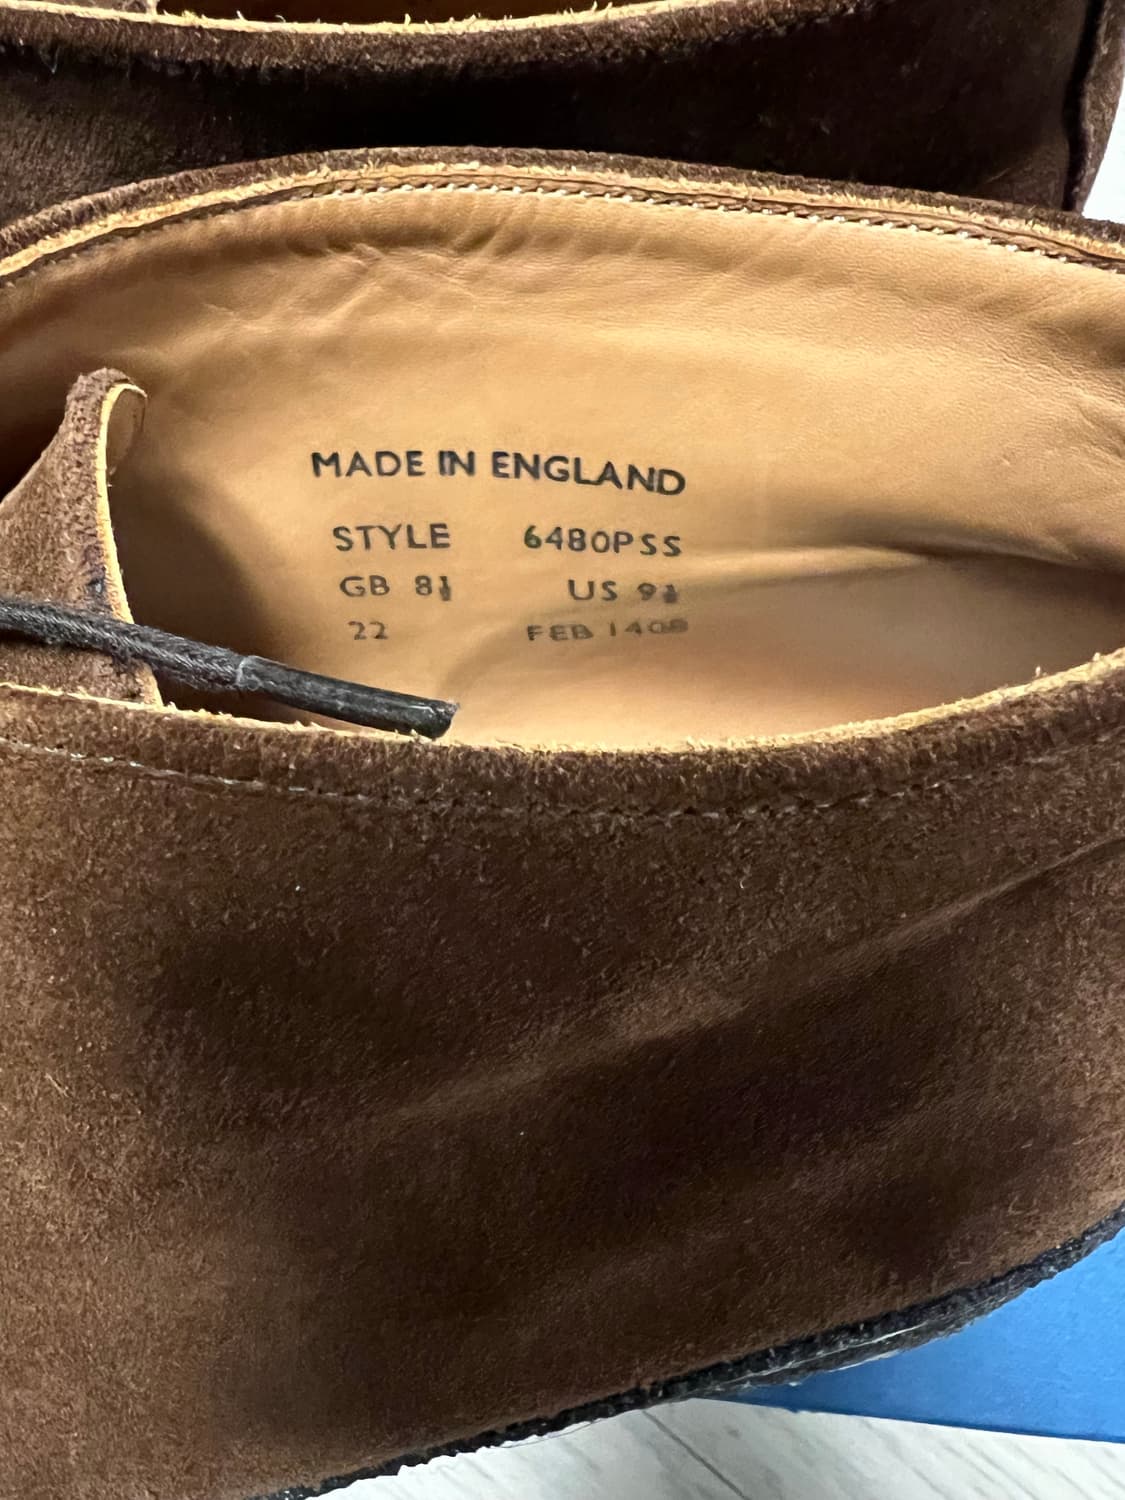 MADE IN ENGLAND
STYLE 6480PSS
GB 8½ US 9½
22 FEB 1408